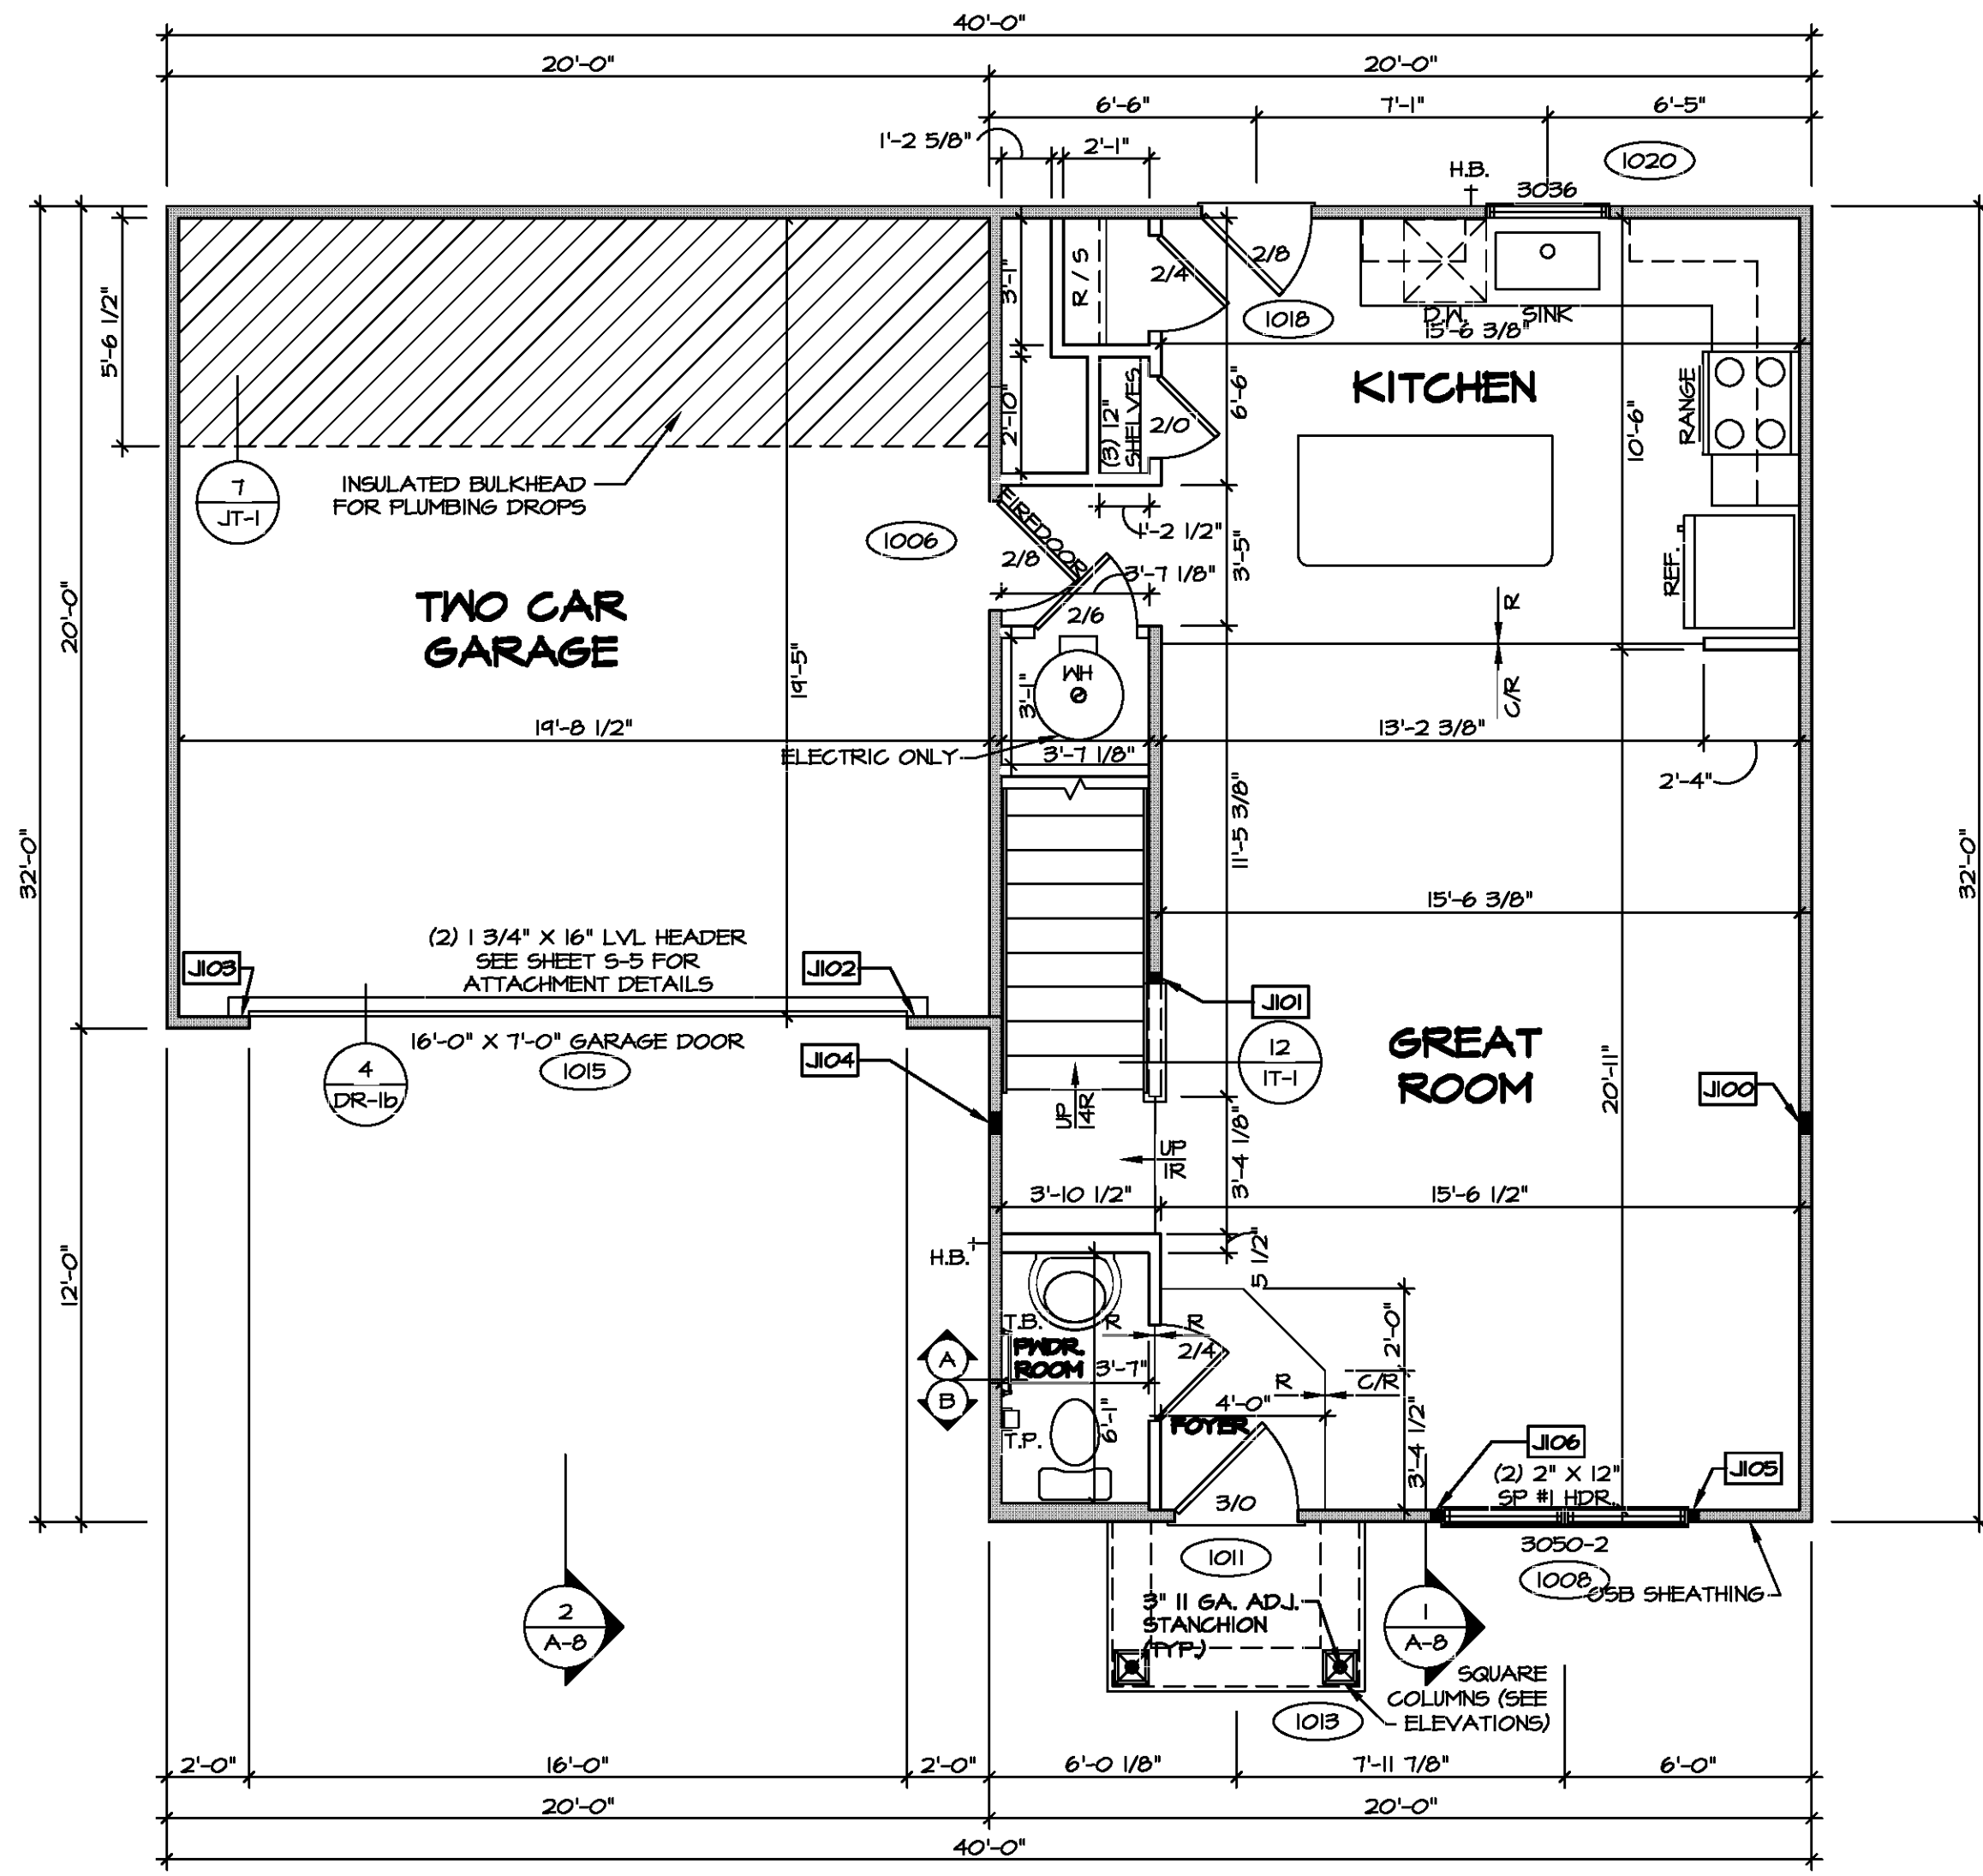 40'-0"
20'-0"
20'-0"
6'-6"
7'-1"
6'-5"
1'-2 5/8"
2'-1"
1020
H.B.
3036
5'-6 1/2"
3'-1"
R / S
2/4
2/8
1018
D.W.
SINK
15'-6 3/8"
KITCHEN
RANGE
2'-10"
(3) 12"
SHELVES
2/0
6'-6"
10'-6"
7
JT-1
INSULATED BULKHEAD
FOR PLUMBING DROPS
1006
FIREDOOR
2/8
1'-2 1/2"
3'-7 1/8"
3'-5"
2/6
REF.
R
C/R
TWO CAR
GARAGE
20'-0"
19'-5"
WH
3'-1"
19'-8 1/2"
ELECTRIC ONLY
3'-7 1/8"
13'-2 3/8"
2'-4"
32'-0"
32'-0"
11'-5 3/8"
15'-6 3/8"
(2) 1 3/4" X 16" LVL HEADER
SEE SHEET S-5 FOR
ATTACHMENT DETAILS
J103
J102
J101
16'-0" X 7'-0" GARAGE DOOR
1015
4
DR-1b
J104
12
1T-1
GREAT
ROOM
20'-11"
J100
UP
14R
UP
1R
3'-4 1/8"
3'-10 1/2"
15'-6 1/2"
12'-0"
H.B.
5 1/2"
T.B.
R
R
2/4
2'-0"
A
B
PWDR.
ROOM
3'-7"
R
C/R
4'-0"
FOYER
6'-1"
T.P.
3'-4 1/2"
J106
J105
(2) 2" X 12"
SP #1 HDR.
3/0
3050-2
1011
1008
OSB SHEATHING
3" 11 GA. ADJ.
STANCHION
(TYP.)
2
A-8
1
A-8
SQUARE
COLUMNS (SEE
ELEVATIONS)
1013
2'-0"
16'-0"
2'-0"
6'-0 1/8"
7'-11 7/8"
6'-0"
20'-0"
20'-0"
40'-0"